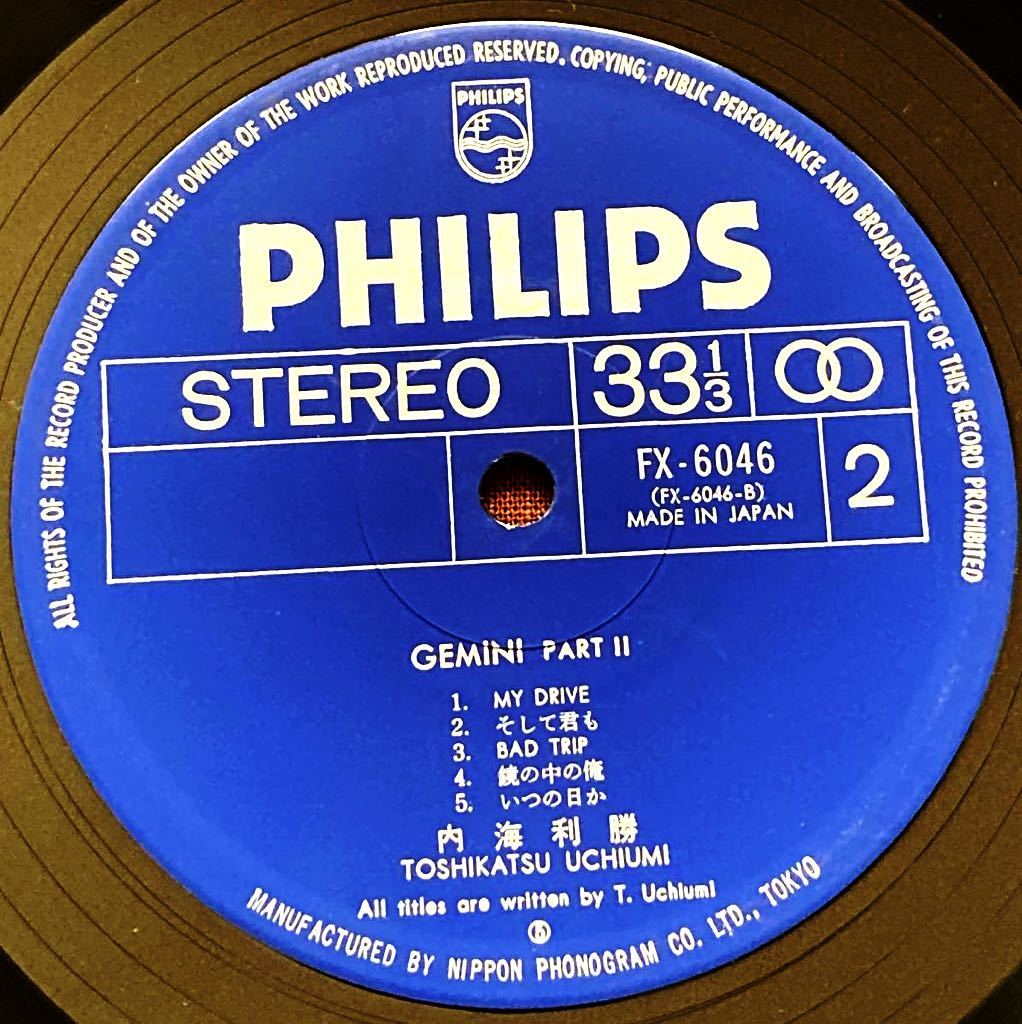 ALL RIGHTS OF THE RECORD PRODUCER AND OF THE OWNER OF THE WORK REPRODUCED RESERVED. COPYING, PUBLIC PERFORMANCE AND BROADCASTING OF THIS RECORD PROHIBITED
PHILIPS
PHILIPS
STEREO 33 1/3
FX-6046 2
(FX-6046-B)
MADE IN JAPAN
GEMINI PART II
1. MY DRIVE
2. そして君も
3. BAD TRIP
4. 鏡の中の俺
5. いつの日か
内海利勝
TOSHIKATSU UCHIUMI
All titles are written by T. Uchiumi
MANUFACTURED BY NIPPON PHONOGRAM CO. LTD., TOKYO